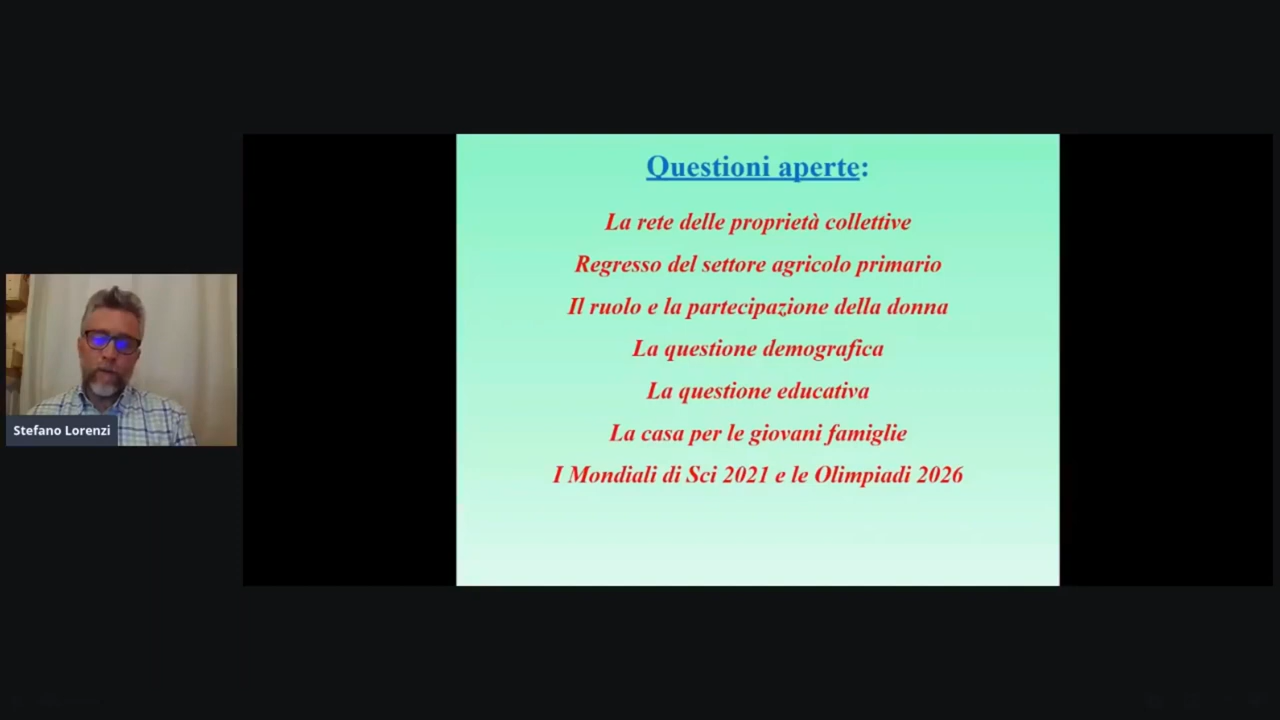 Questioni aperte:
La rete delle proprietà collettive
Regresso del settore agricolo primario
Il ruolo e la partecipazione della donna
La questione demografica
La questione educativa
La casa per le giovani famiglie
I Mondiali di Sci 2021 e le Olimpiadi 2026
Stefano Lorenzi